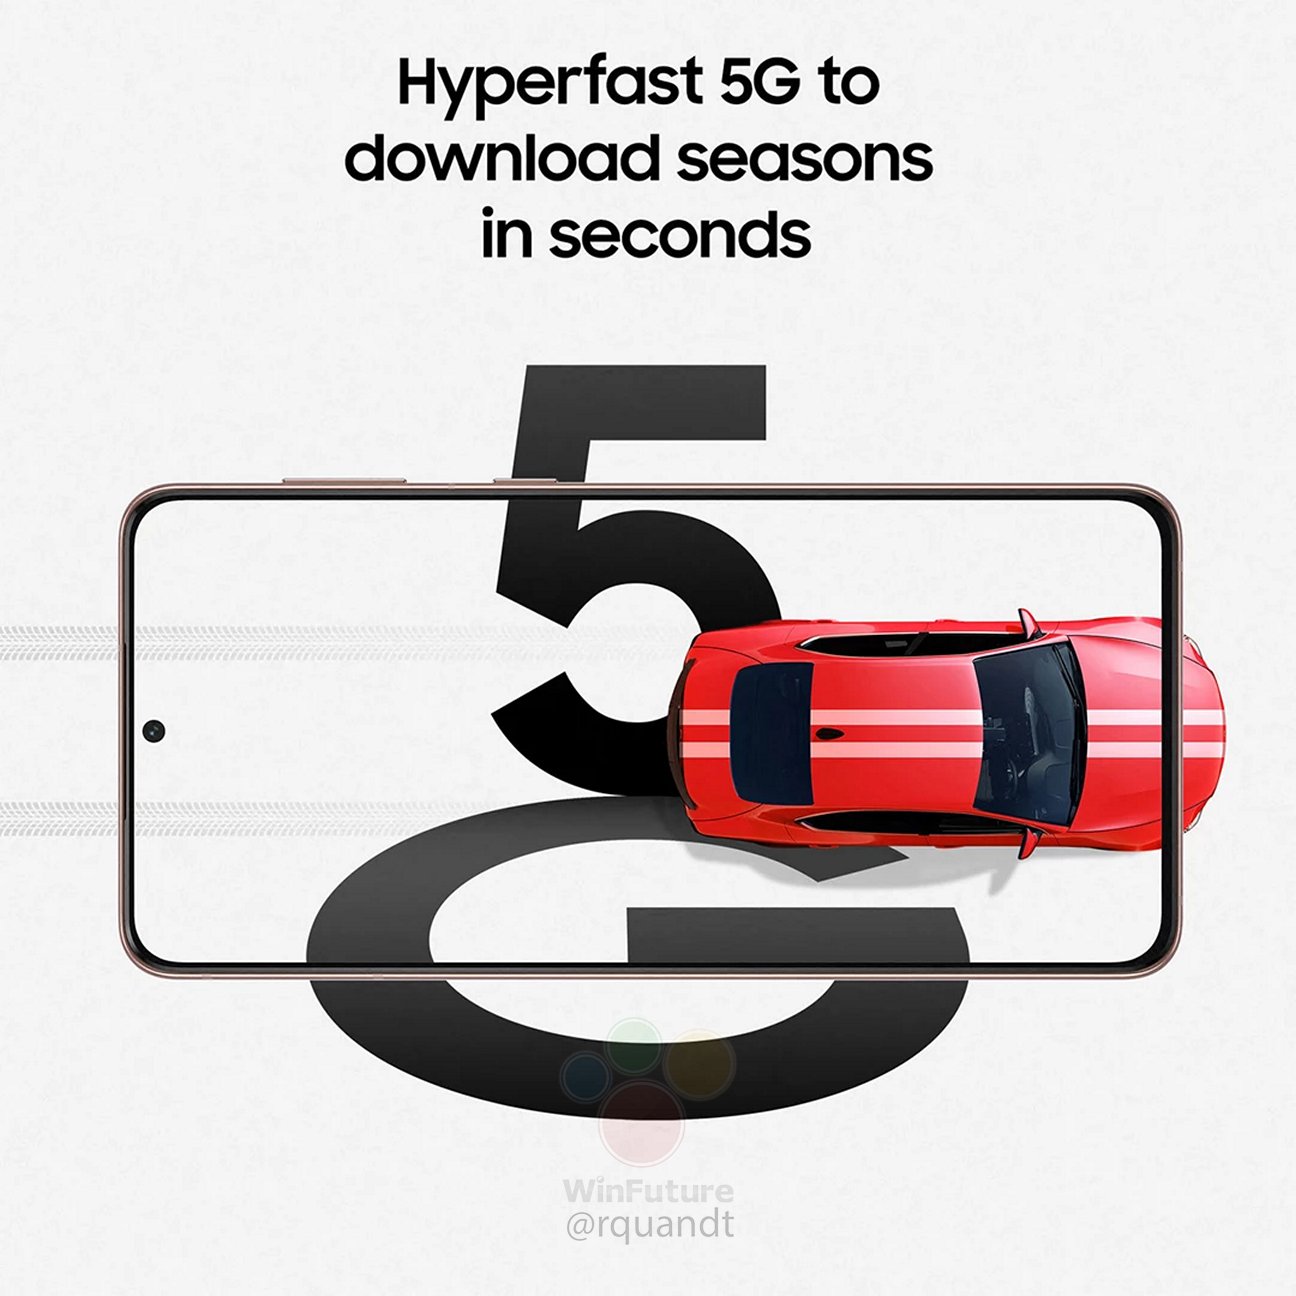 Hyperfast 5G to
download seasons
in seconds
5
G
WinFuture
@rquandt